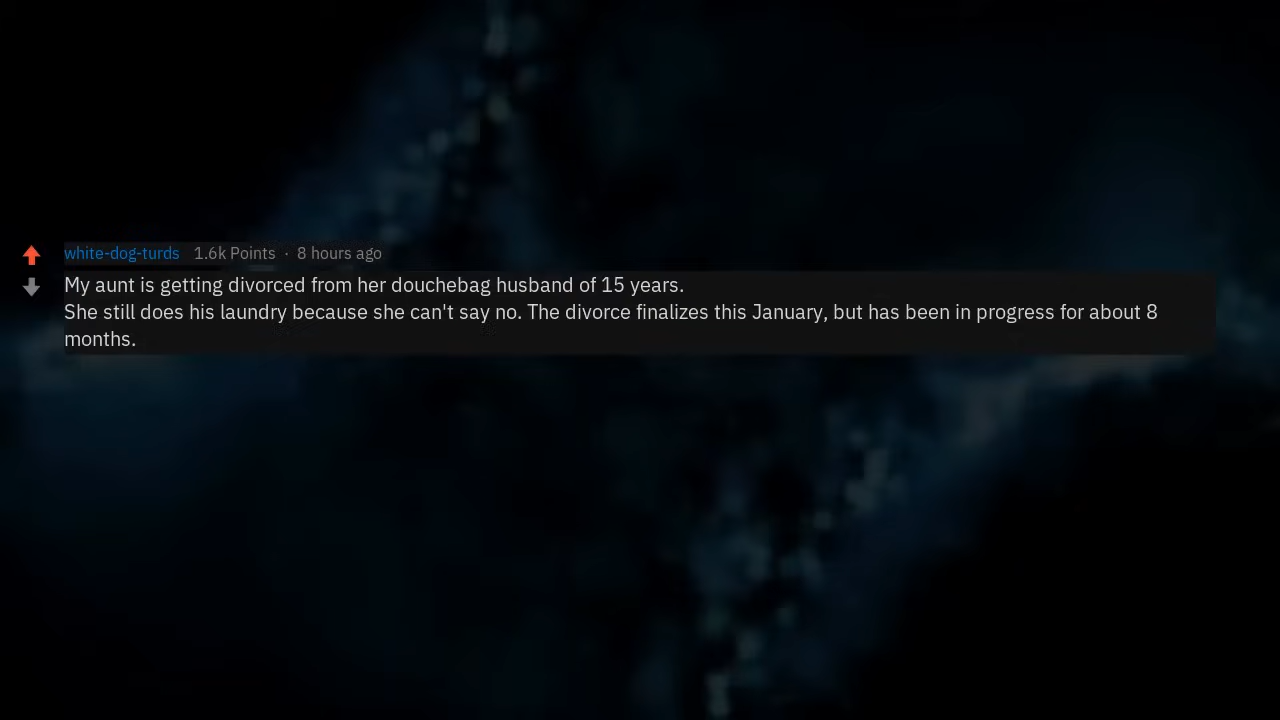 white-dog-turds 1.6k Points · 8 hours ago
My aunt is getting divorced from her douchebag husband of 15 years.
She still does his laundry because she can't say no. The divorce finalizes this January, but has been in progress for about 8
months.